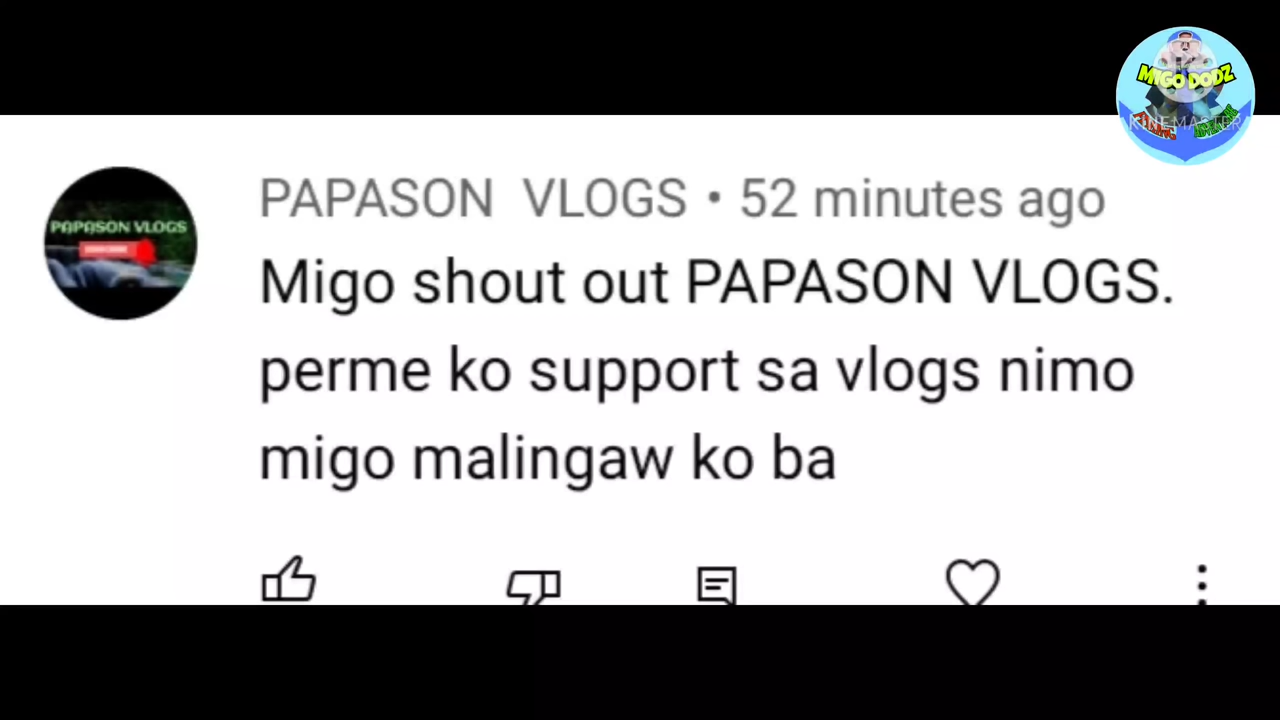 MIGO DODZ
KINEMASTER
PAPASON VLOGS
PAPASON VLOGS • 52 minutes ago
Migo shout out PAPASON VLOGS.
perme ko support sa vlogs nimo
migo malingaw ko ba